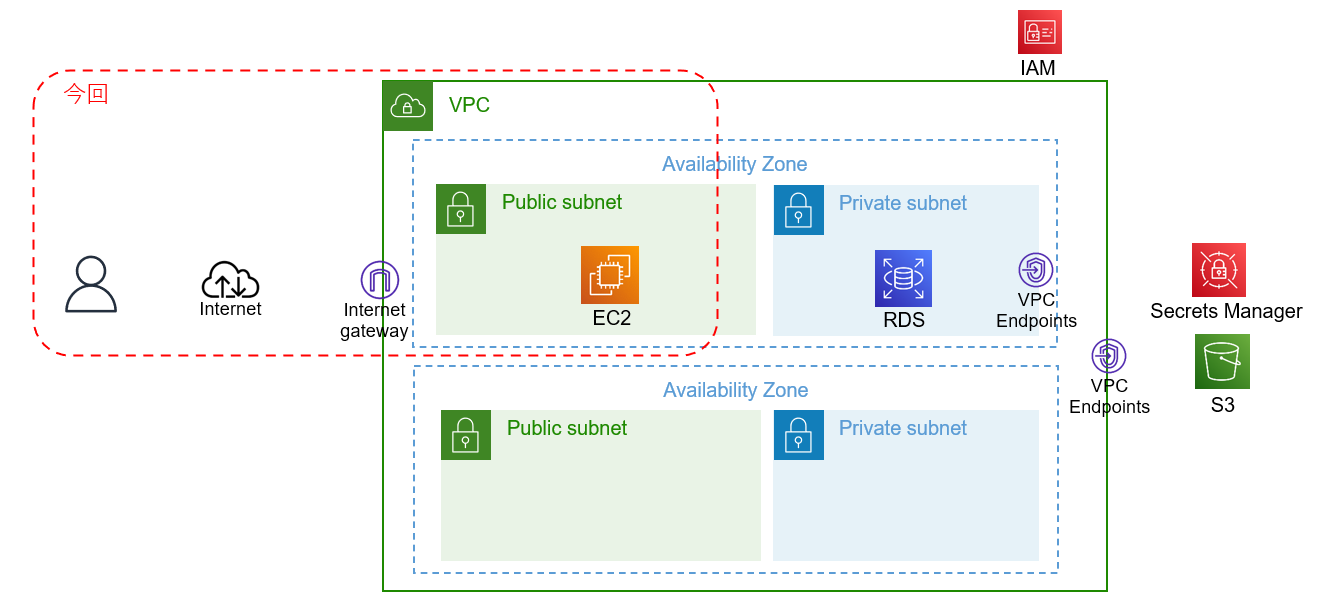 IAM
今回
VPC
Availability Zone
Public subnet
Private subnet
Internet
Internet
gateway
EC2
RDS
VPC
Endpoints
Secrets Manager
VPC
Endpoints
S3
Availability Zone
Public subnet
Private subnet